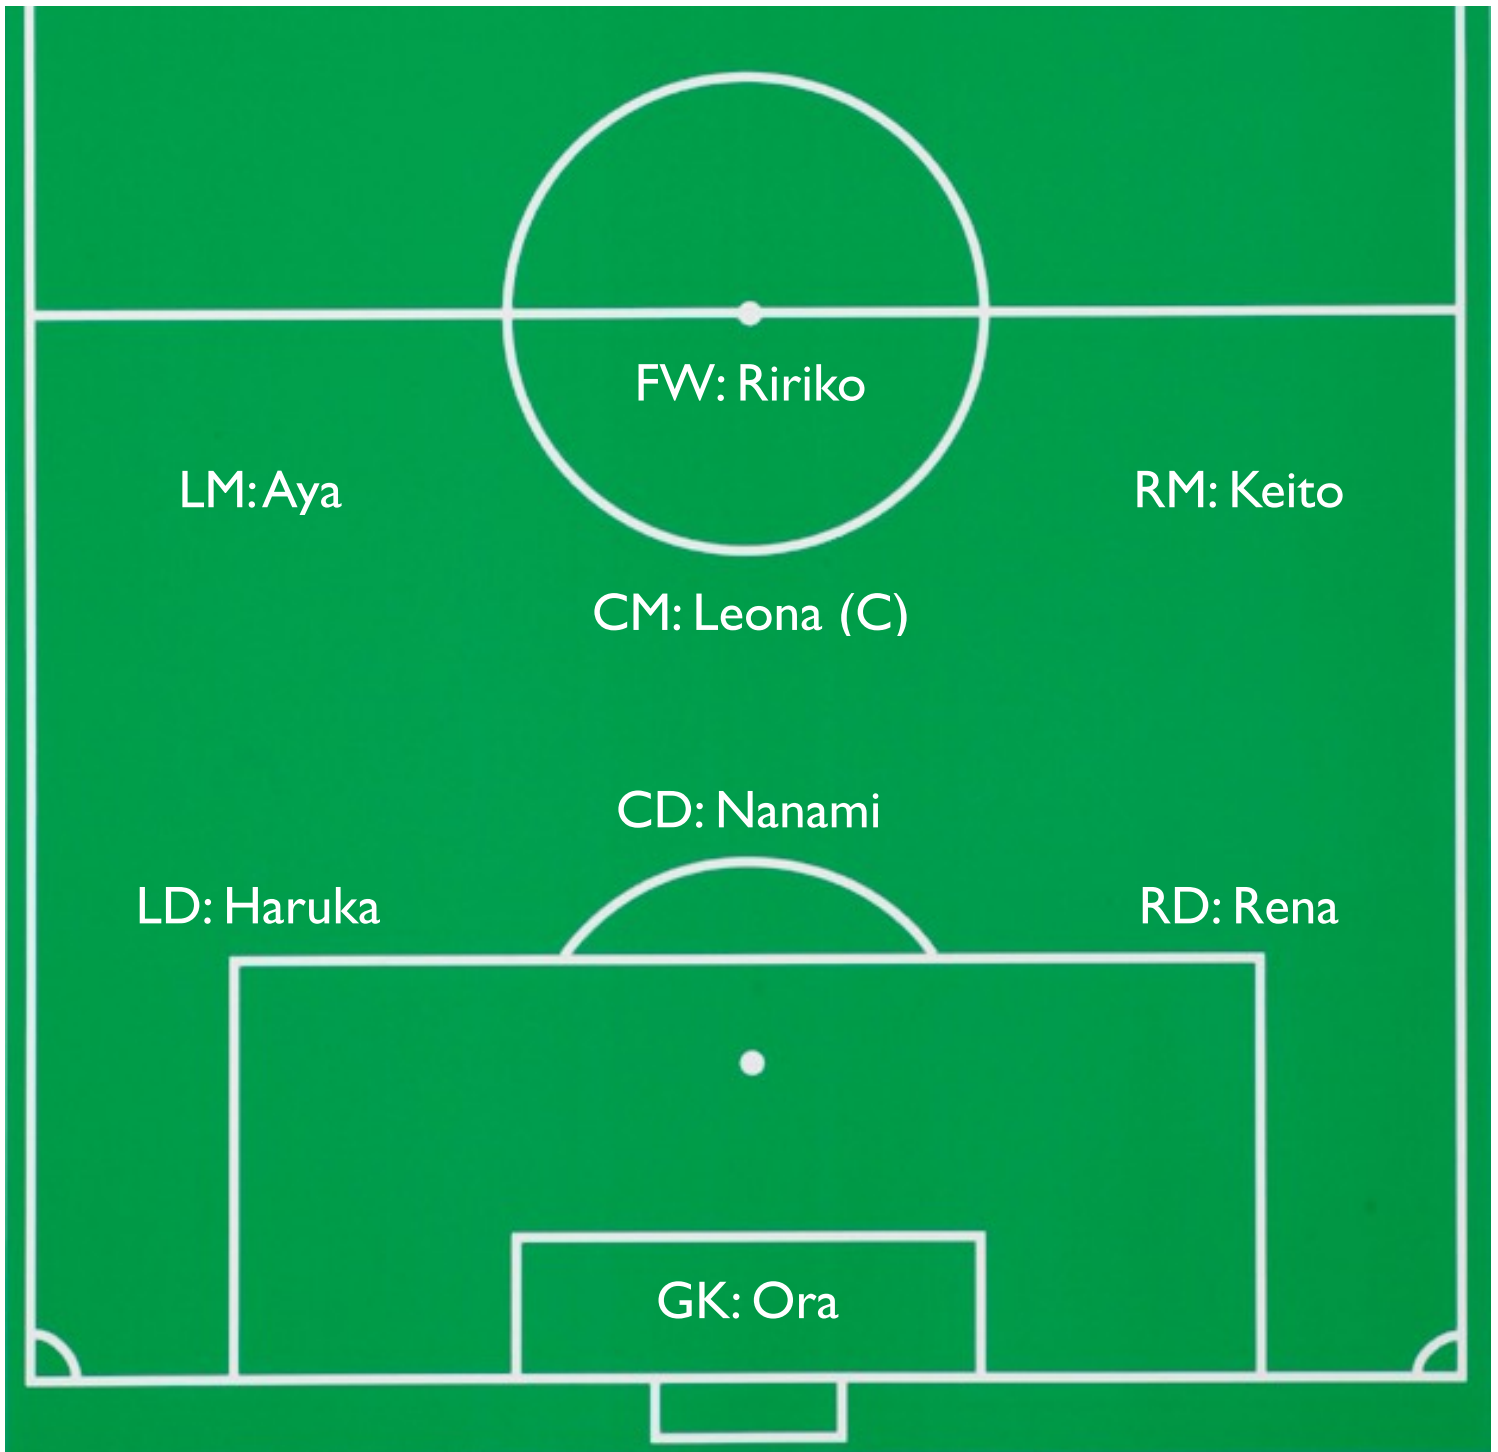 FW: Ririko
LM: Aya
RM: Keito
CM: Leona (C)
CD: Nanami
LD: Haruka
RD: Rena
GK: Ora